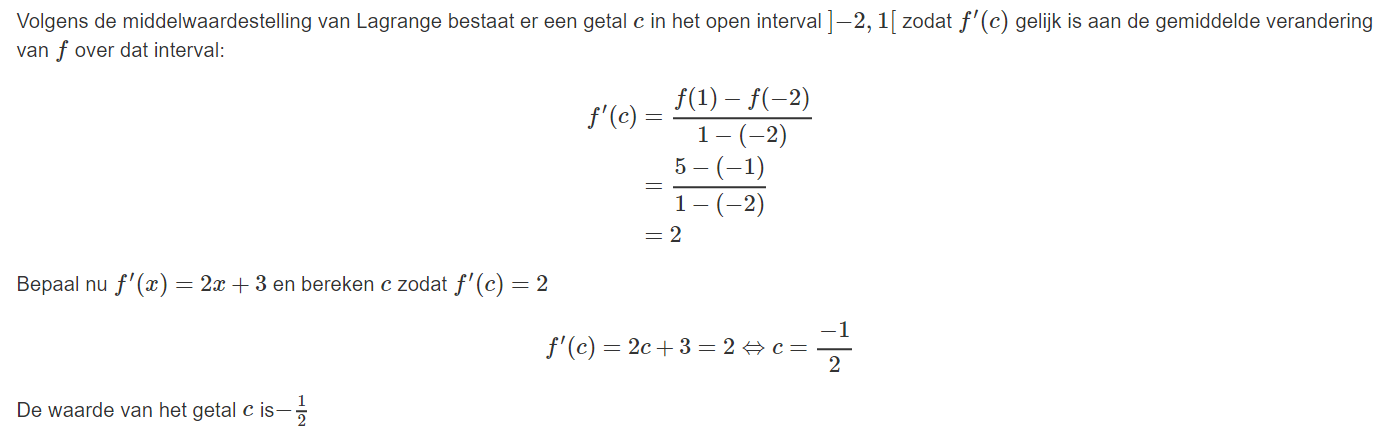 Volgens de middelwaardestelling van Lagrange bestaat er een getal c in het open interval ]−2, 1[ zodat f′(c) gelijk is aan de gemiddelde verandering
van f over dat interval:
f′(c) = \frac{f(1) − f(−2)}{1 − (−2)}
= \frac{5 − (−1)}{1 − (−2)}
= 2
Bepaal nu f′(x) = 2x + 3 en bereken c zodat f′(c) = 2
f′(c) = 2c + 3 = 2 ⇔ c = \frac{−1}{2}
De waarde van het getal c is−\frac{1}{2}